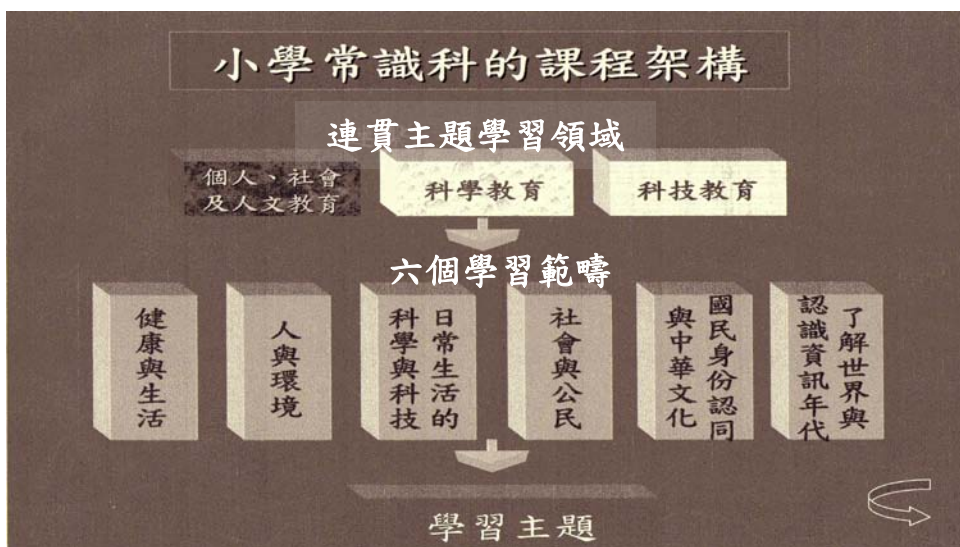 小學常識科的課程架構
連貫主題學習領域
個人、社會
及人文教育
科學教育
科技教育
六個學習範疇
健康與生活
人與環境
日常生活的
科學與科技
社會與公民
國民身份認同
與中華文化
了解世界與
認識資訊年代
學習主題